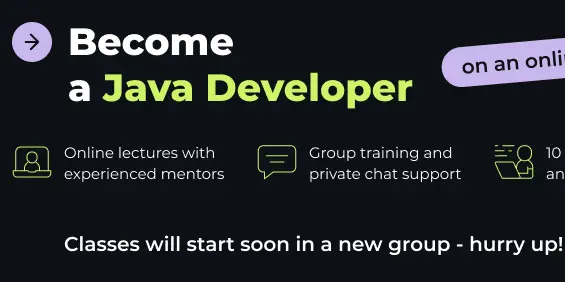 Become
a Java Developer
on an onli
Online lectures with
experienced mentors
Group training and
private chat support
10
an
Classes will start soon in a new group - hurry up!